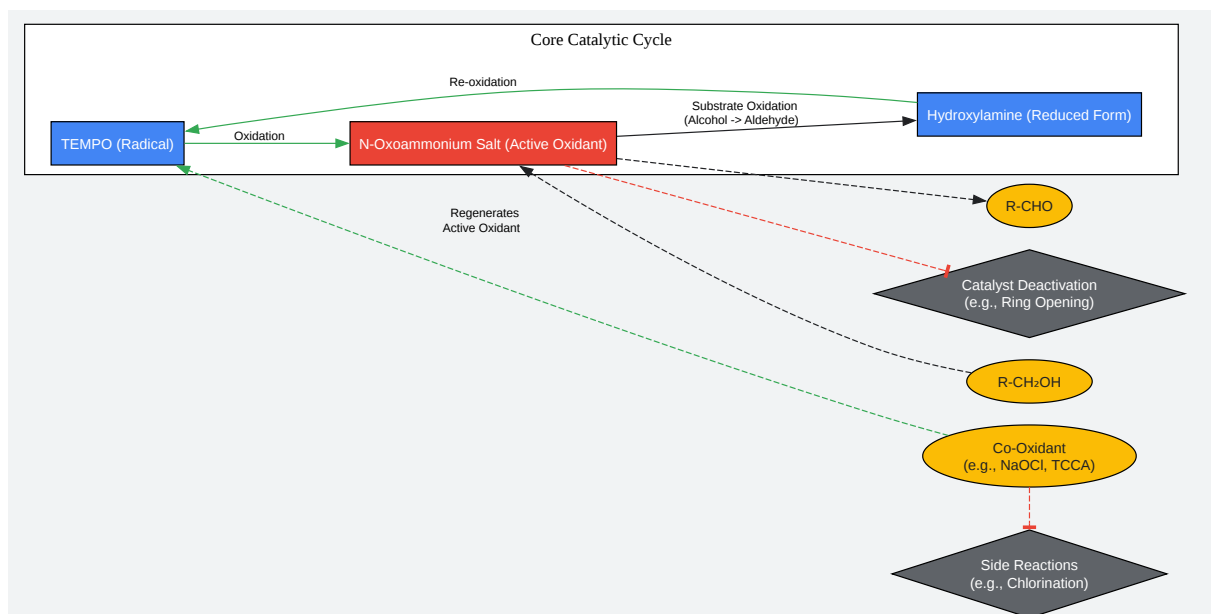 Core Catalytic Cycle
Re-oxidation
Substrate Oxidation
(Alcohol -> Aldehyde)
Hydroxylamine (Reduced Form)
TEMPO (Radical)
Oxidation
N-Oxoammonium Salt (Active Oxidant)
R-CHO
Regenerates
Active Oxidant
Catalyst Deactivation
(e.g., Ring Opening)
R-CH₂OH
Co-Oxidant
(e.g., NaOCl, TCCA)
Side Reactions
(e.g., Chlorination)